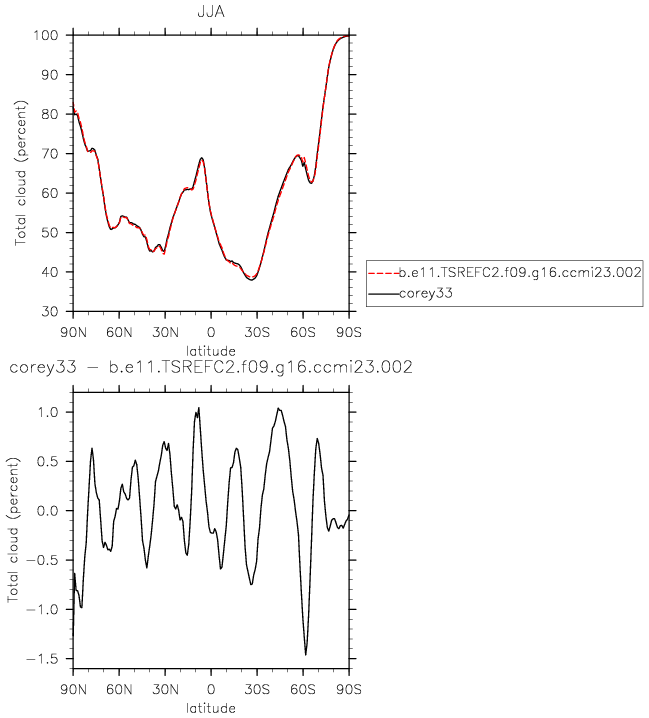 JJA
100
90
80
70
60
50
40
30
Total cloud (percent)
90N 60N 30N 0 30S 60S 90S
latitude
b.e11.TSREFC2.f09.g16.ccmi23.002
corey33
corey33 − b.e11.TSREFC2.f09.g16.ccmi23.002
1.0
0.5
0.0
−0.5
−1.0
−1.5
Total cloud (percent)
90N 60N 30N 0 30S 60S 90S
latitude